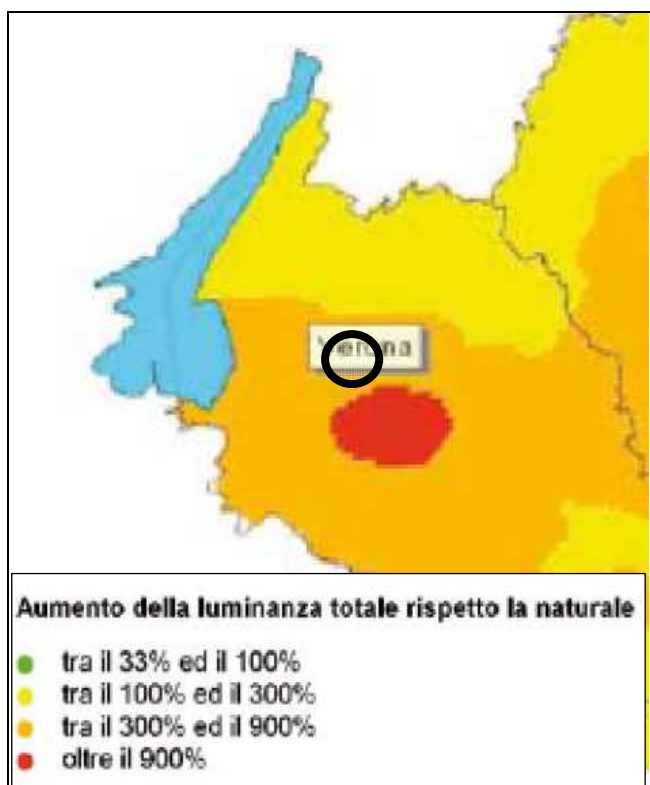 Verona
Aumento della luminanza totale rispetto la naturale
tra il 33% ed il 100%
tra il 100% ed il 300%
tra il 300% ed il 900%
oltre il 900%